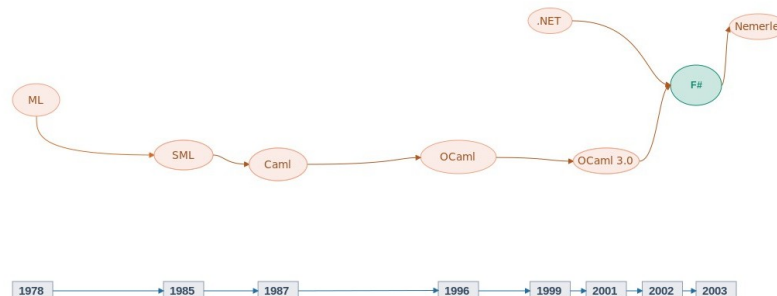 .NET
Nemerle
F#
ML
SML
Caml
OCaml
OCaml 3.0
1978
1985
1987
1996
1999
2001
2002
2003